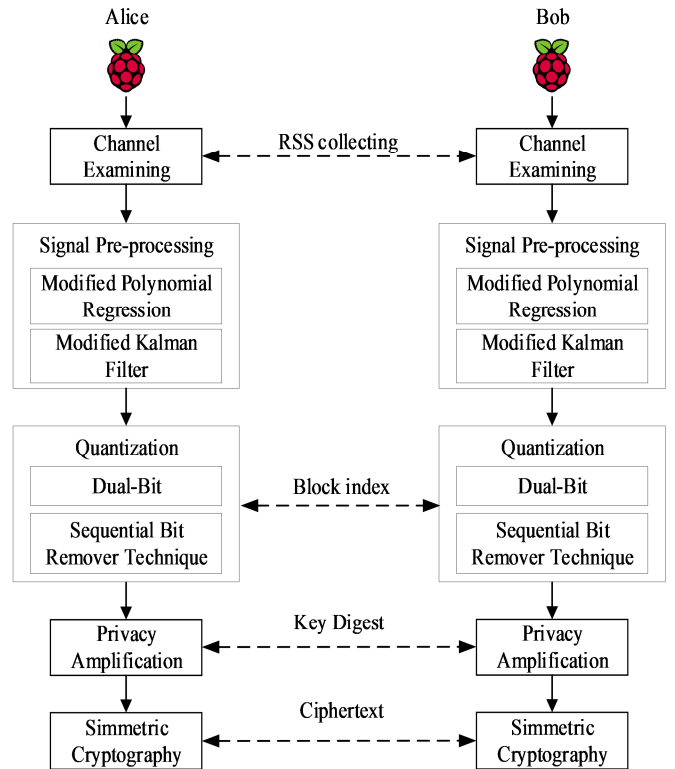 Alice
Bob
Channel
Examining
RSS collecting
Channel
Examining
Signal Pre-processing
Modified Polynomial
Regression
Modified Kalman
Filter
Signal Pre-processing
Modified Polynomial
Regression
Modified Kalman
Filter
Quantization
Dual-Bit
Sequential Bit
Remover Technique
Block index
Quantization
Dual-Bit
Sequential Bit
Remover Technique
Privacy
Amplification
Key Digest
Privacy
Amplification
Simmetric
Cryptography
Ciphertext
Simmetric
Cryptography